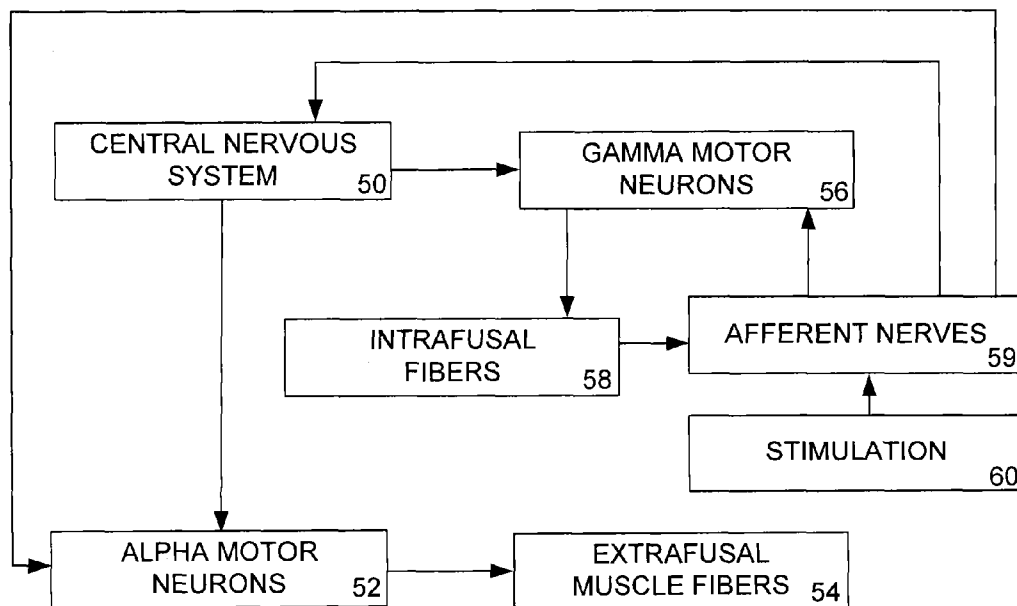 CENTRAL NERVOUS
SYSTEM
50
GAMMA MOTOR
NEURONS
56
INTRAFUSAL
FIBERS
58
AFFERENT NERVES
59
STIMULATION
60
ALPHA MOTOR
NEURONS
52
EXTRAFUSAL
MUSCLE FIBERS
54